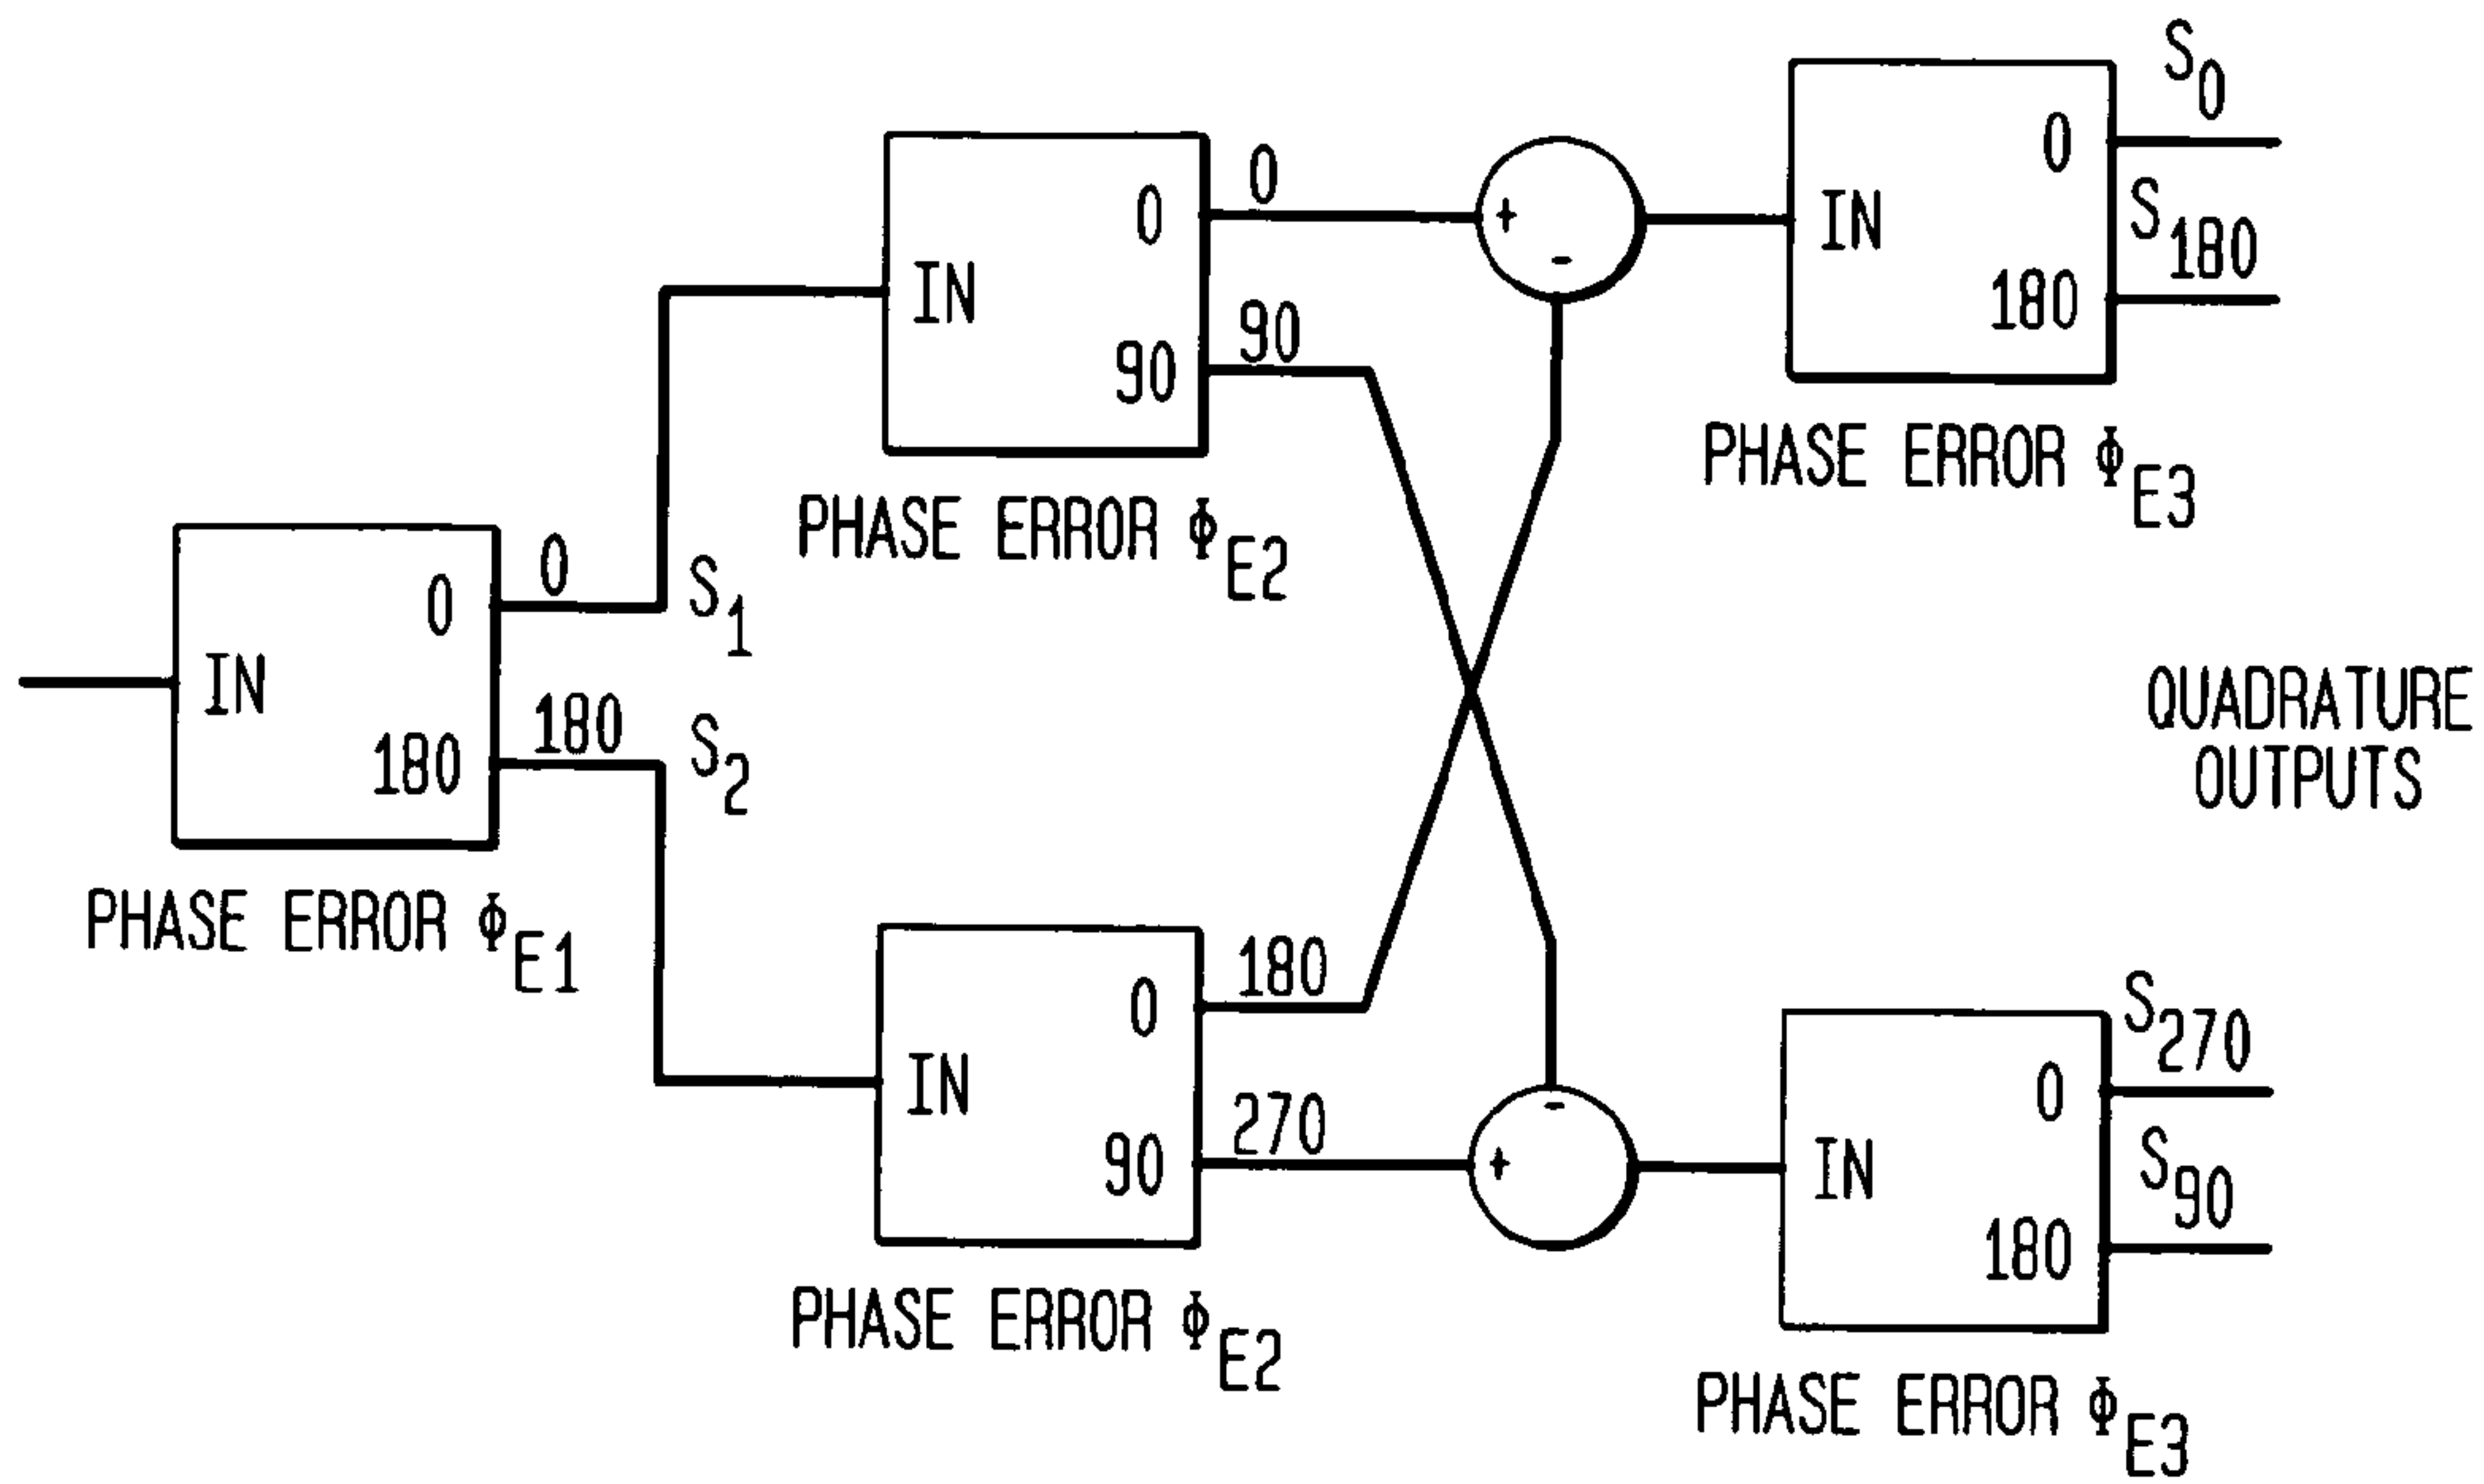 IN
0
180
0
S1
180
S2
PHASE ERROR ΦE1
IN
0
90
0
90
PHASE ERROR ΦE2
IN
0
90
180
270
PHASE ERROR ΦE2
+
-
-
+
IN
0
180
S0
S180
PHASE ERROR ΦE3
QUADRATURE
OUTPUTS
IN
0
180
S270
S90
PHASE ERROR ΦE3